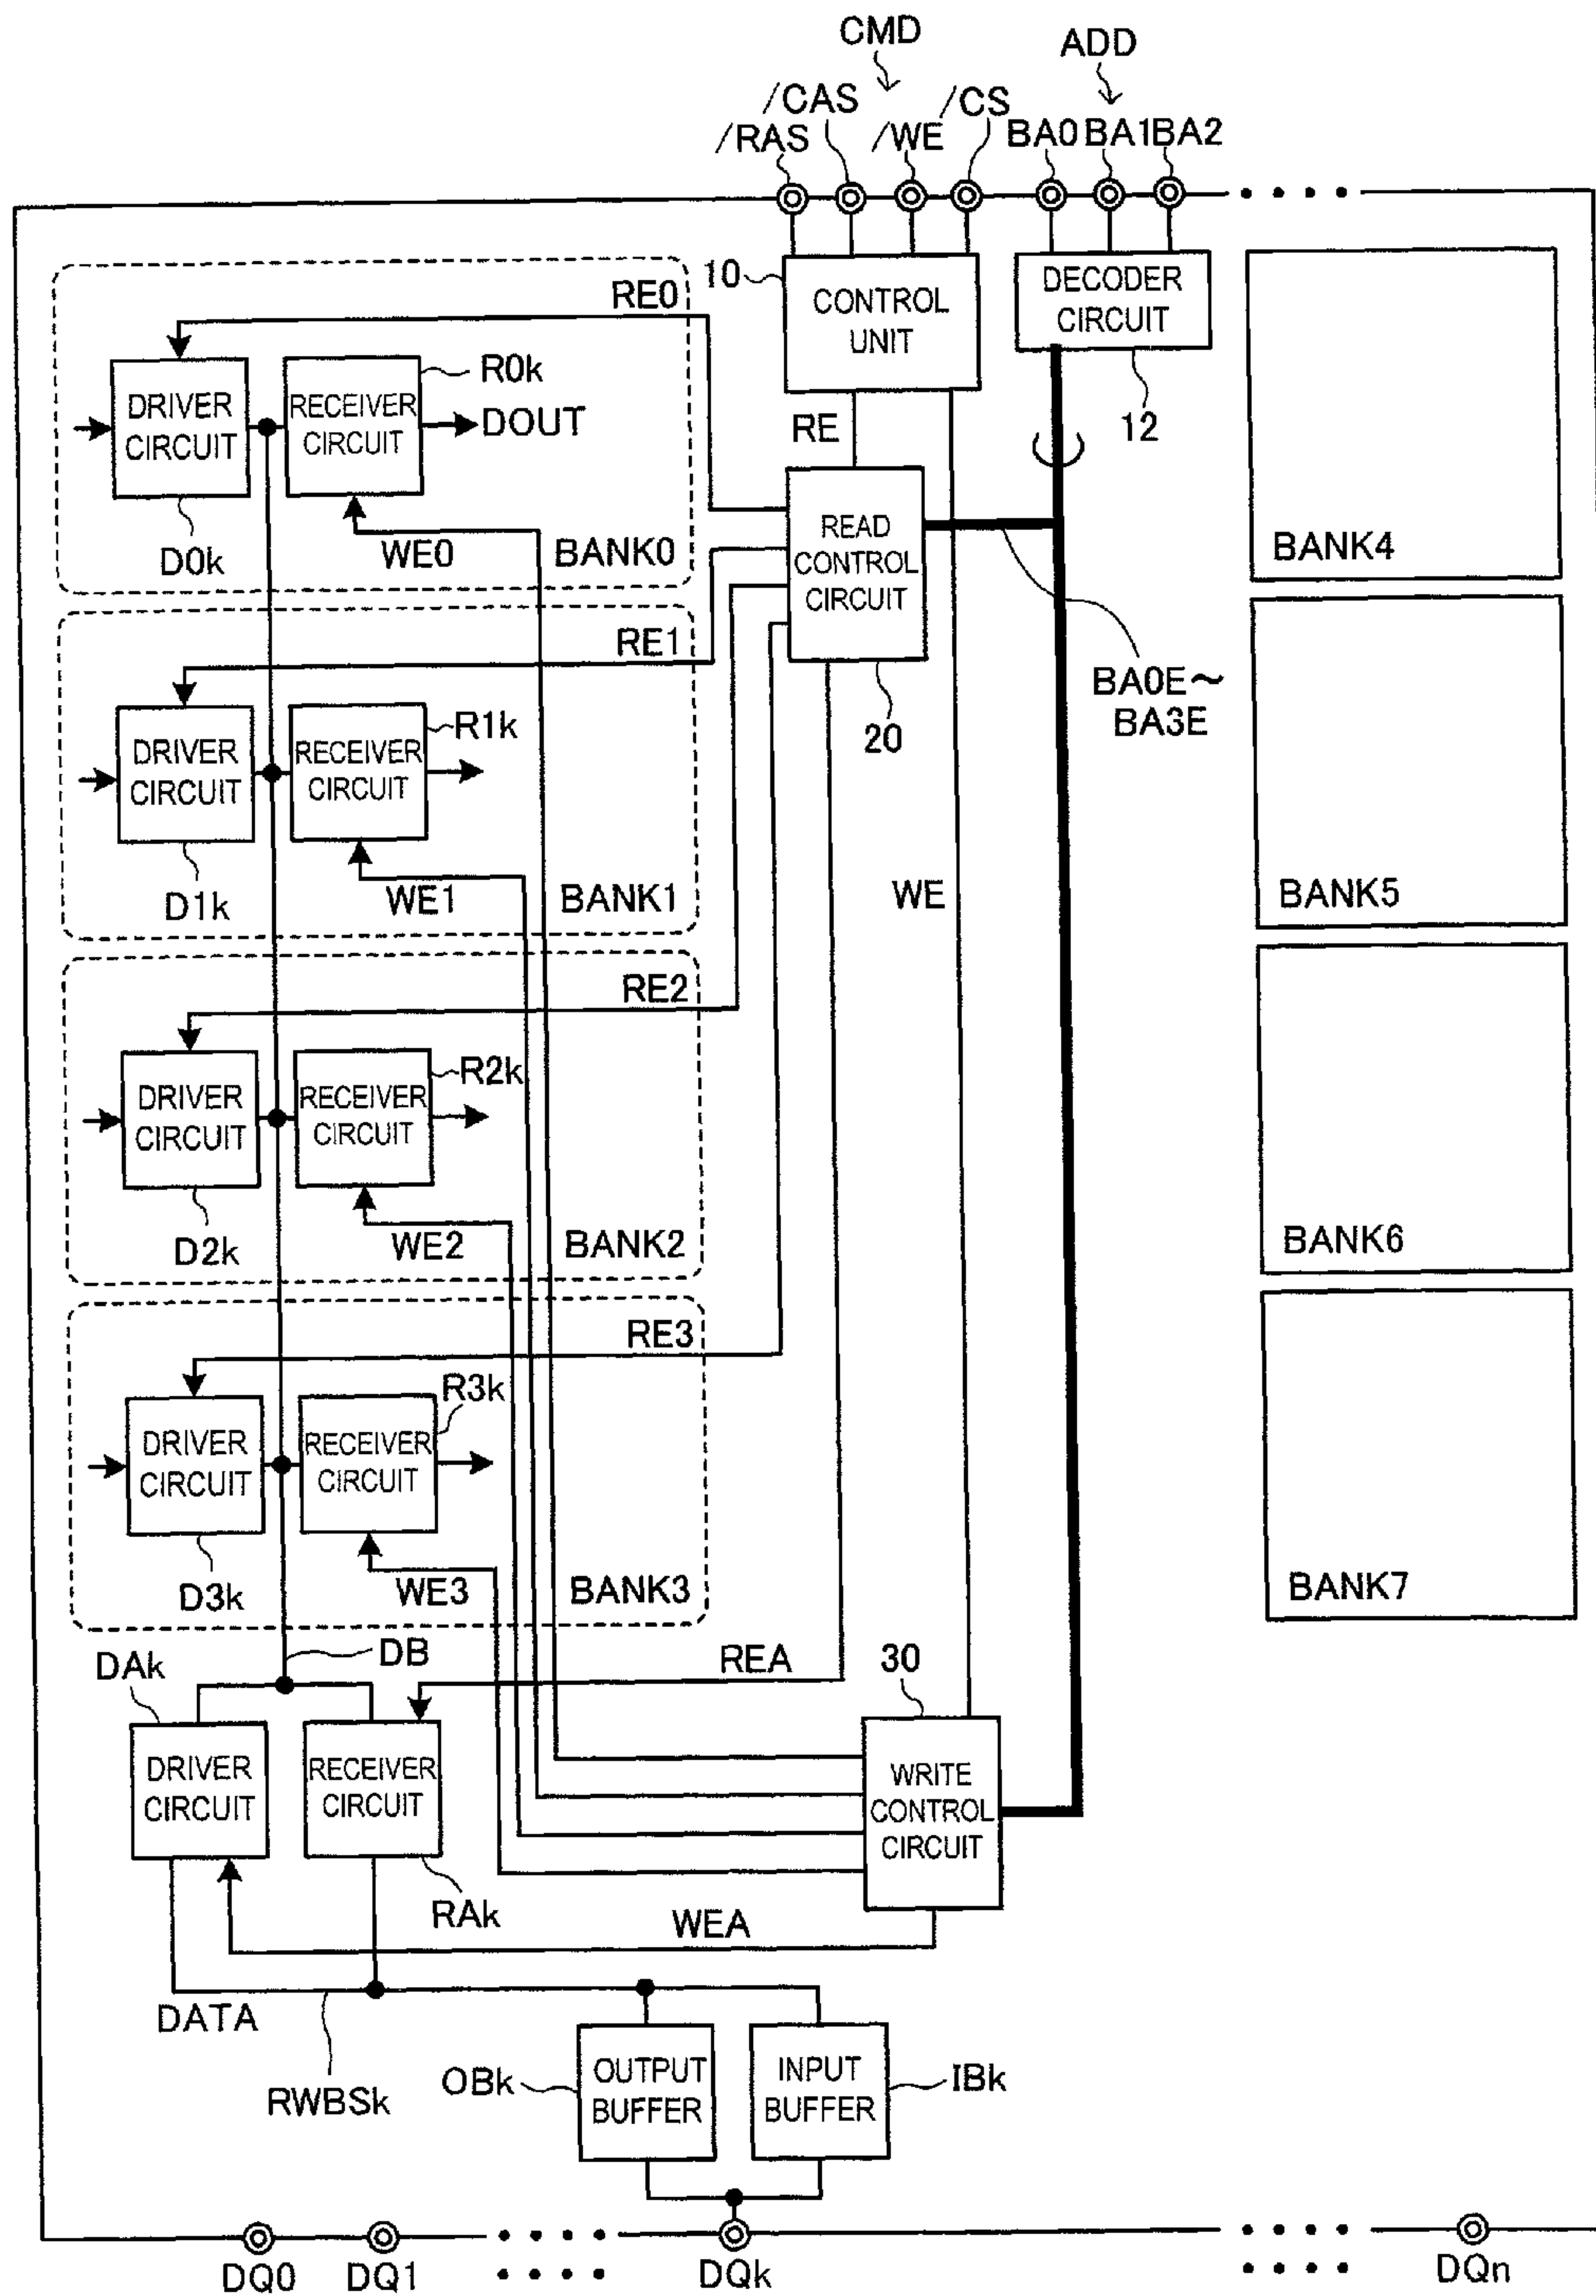 CMD
ADD
/CAS
/CS
/RAS
/WE
BA0 BA1 BA2
10
CONTROL
UNIT
DECODER
CIRCUIT
12
RE0
R0k
DRIVER
CIRCUIT
RECEIVER
CIRCUIT
DOUT
D0k
WE0
BANK0
RE
READ
CONTROL
CIRCUIT
20
BA0E~
BA3E
BANK4
RE1
R1k
DRIVER
CIRCUIT
RECEIVER
CIRCUIT
D1k
WE1
BANK1
WE
BANK5
RE2
R2k
DRIVER
CIRCUIT
RECEIVER
CIRCUIT
D2k
WE2
BANK2
BANK6
RE3
R3k
DRIVER
CIRCUIT
RECEIVER
CIRCUIT
D3k
WE3
BANK3
BANK7
DAk
DB
REA
30
DRIVER
CIRCUIT
RECEIVER
CIRCUIT
WRITE
CONTROL
CIRCUIT
RAk
WEA
DATA
RWBSk
OBk
OUTPUT
BUFFER
INPUT
BUFFER
IBk
DQ0 DQ1 DQk DQn